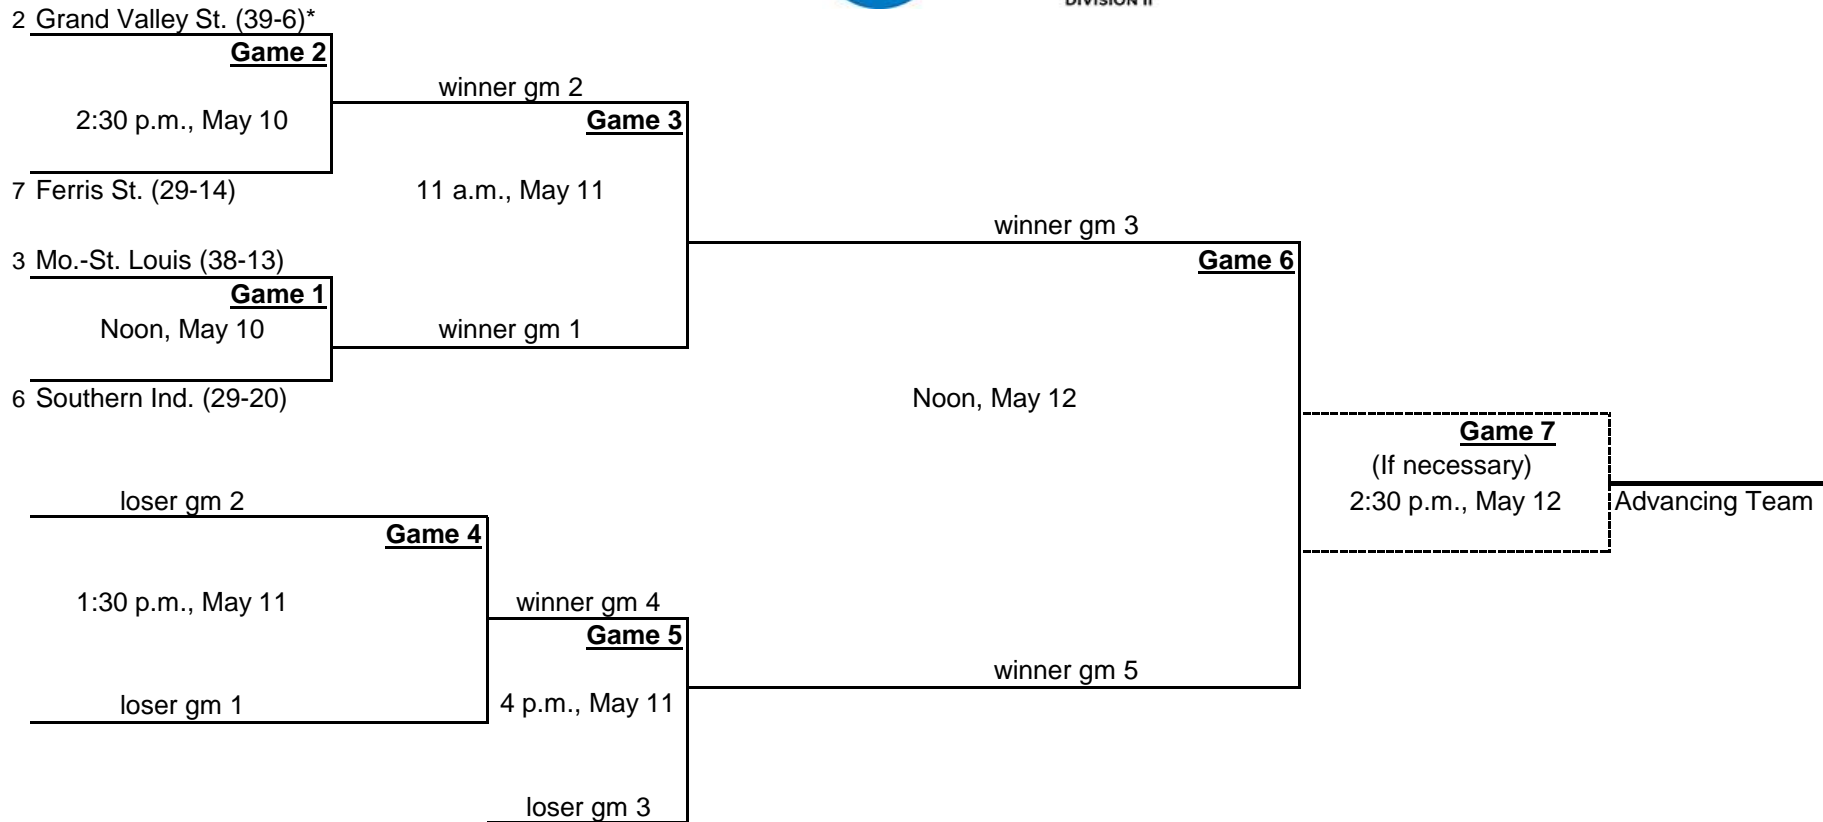 DIVISION II
2 Grand Valley St. (39-6)*
Game 2
winner gm 2
2:30 p.m., May 10
Game 3
7 Ferris St. (29-14)
11 a.m., May 11
winner gm 3
3 Mo.-St. Louis (38-13)
Game 6
Game 1
Noon, May 10
winner gm 1
6 Southern Ind. (29-20)
Noon, May 12
Game 7
(If necessary)
2:30 p.m., May 12
Advancing Team
loser gm 2
Game 4
1:30 p.m., May 11
winner gm 4
Game 5
winner gm 5
loser gm 1
4 p.m., May 11
loser gm 3